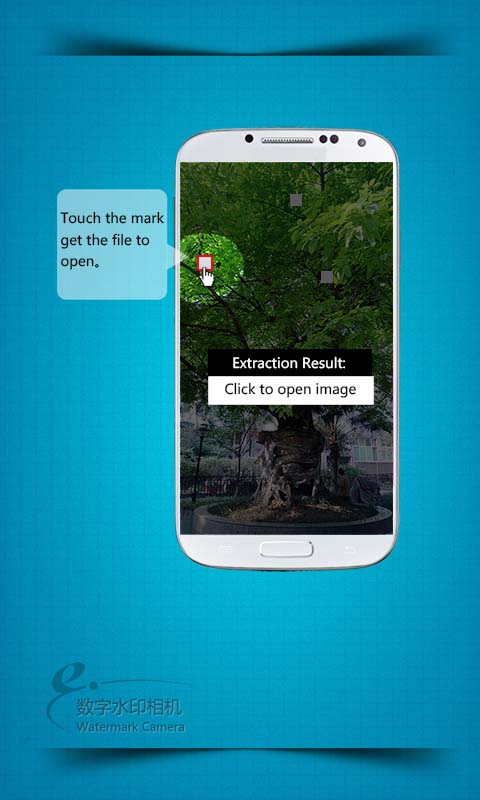 Touch the mark
get the file to
open。
Extraction Result:
Click to open image
数字水印相机
Watermark Camera